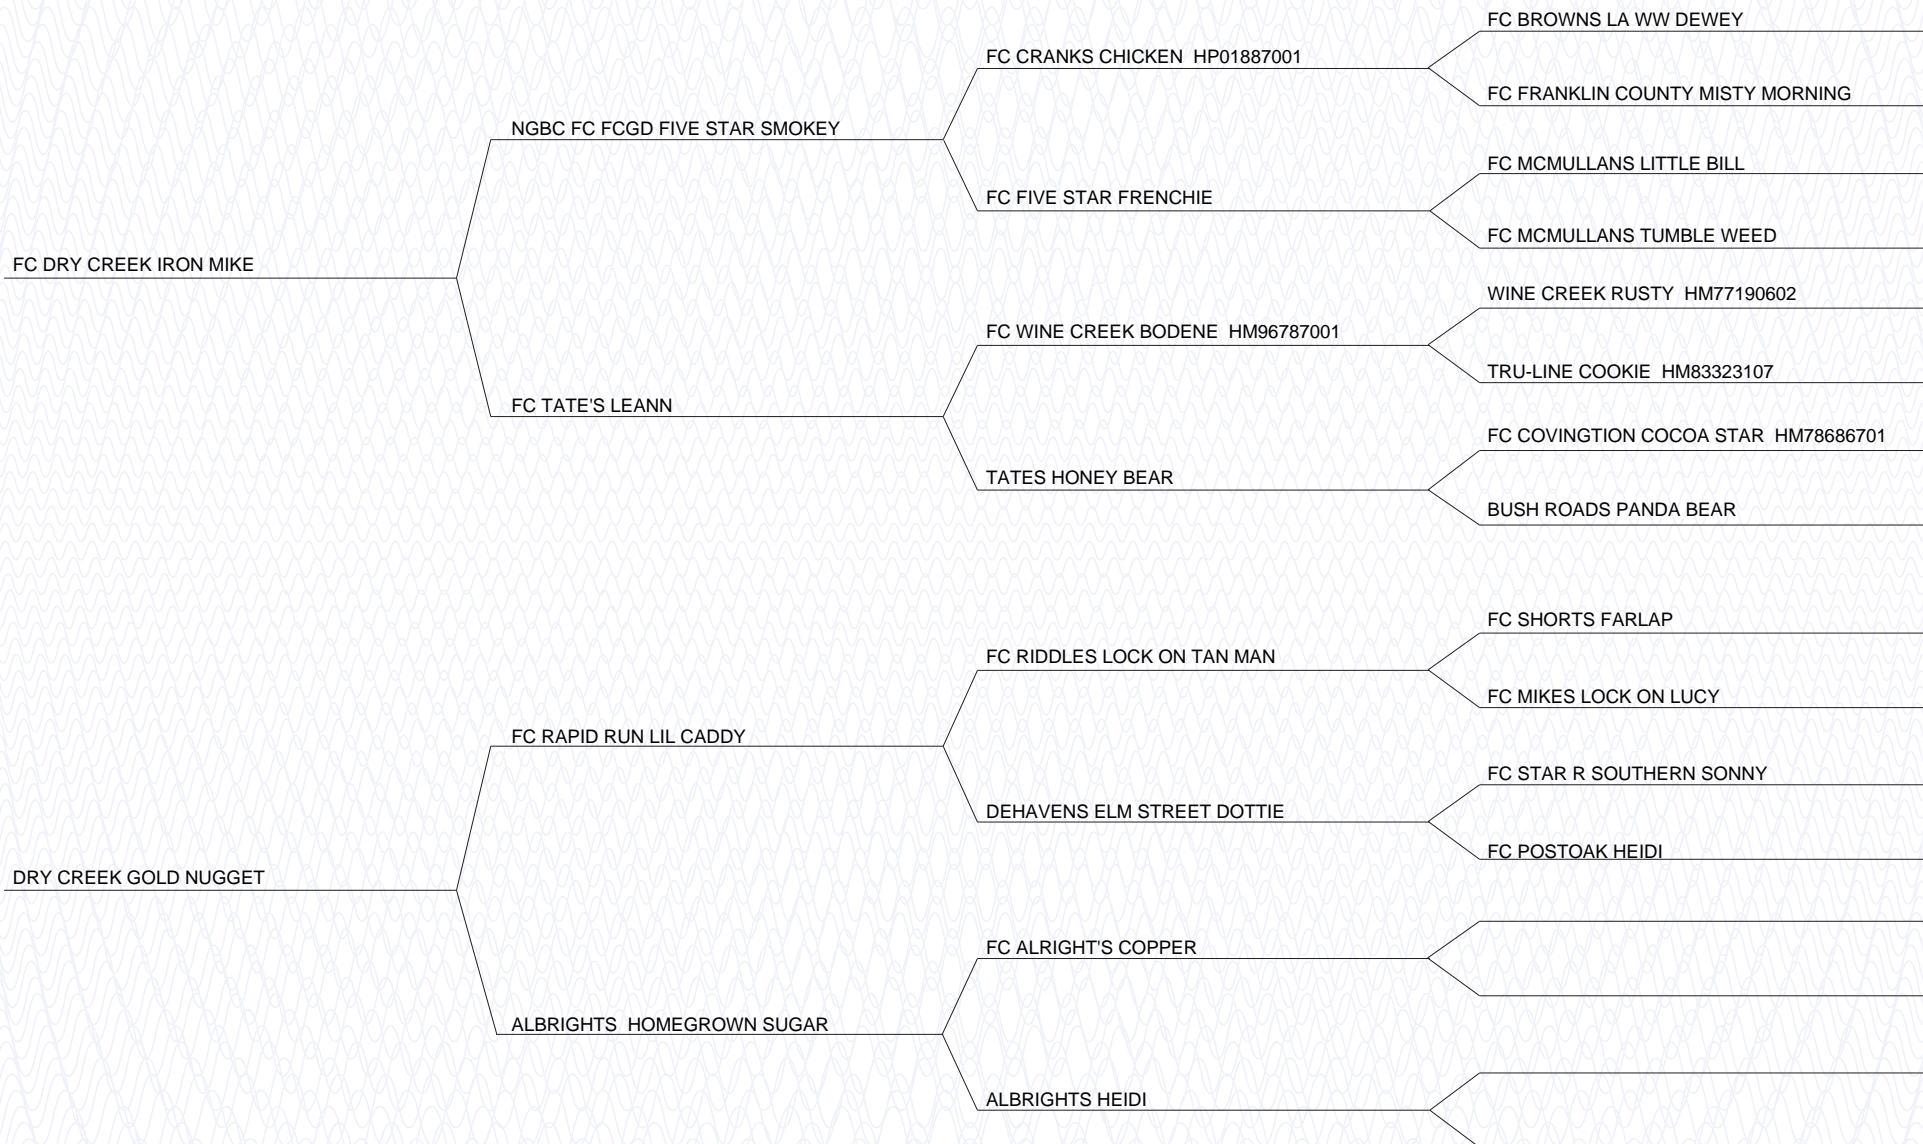 FC BROWNS LA WW DEWEY
FC CRANKS CHICKEN  HP01887001
FC FRANKLIN COUNTY MISTY MORNING
NGBC FC FCGD FIVE STAR SMOKEY
FC MCMULLANS LITTLE BILL
FC FIVE STAR FRENCHIE
FC MCMULLANS TUMBLE WEED
FC DRY CREEK IRON MIKE
WINE CREEK RUSTY  HM77190602
FC WINE CREEK BODENE  HM96787001
TRU-LINE COOKIE  HM83323107
FC TATE'S LEANN
FC COVINGTION COCOA STAR  HM78686701
TATES HONEY BEAR
BUSH ROADS PANDA BEAR
FC SHORTS FARLAP
FC RIDDLES LOCK ON TAN MAN
FC MIKES LOCK ON LUCY
FC RAPID RUN LIL CADDY
FC STAR R SOUTHERN SONNY
DEHAVENS ELM STREET DOTTIE
FC POSTOAK HEIDI
DRY CREEK GOLD NUGGET
FC ALRIGHT'S COPPER
ALBRIGHTS  HOMEGROWN SUGAR
ALBRIGHTS HEIDI